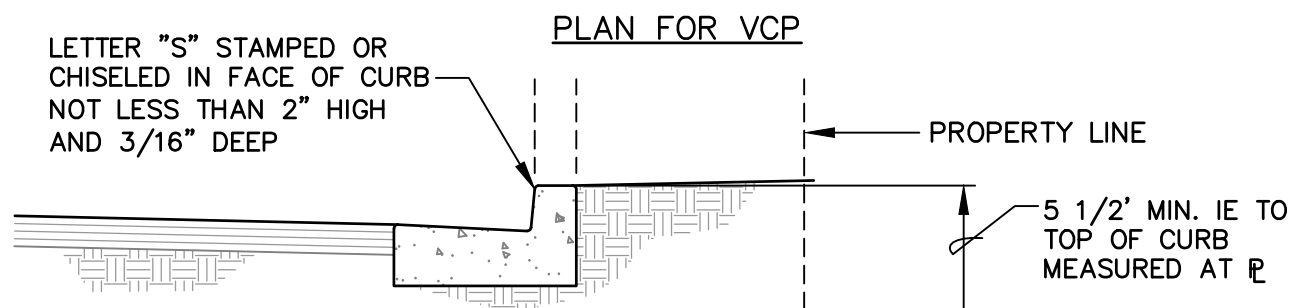 PLAN FOR VCP
LETTER "S" STAMPED OR
CHISELED IN FACE OF CURB
NOT LESS THAN 2" HIGH
AND 3/16" DEEP
PROPERTY LINE
5 1/2' MIN. IE TO
TOP OF CURB
MEASURED AT ⅊